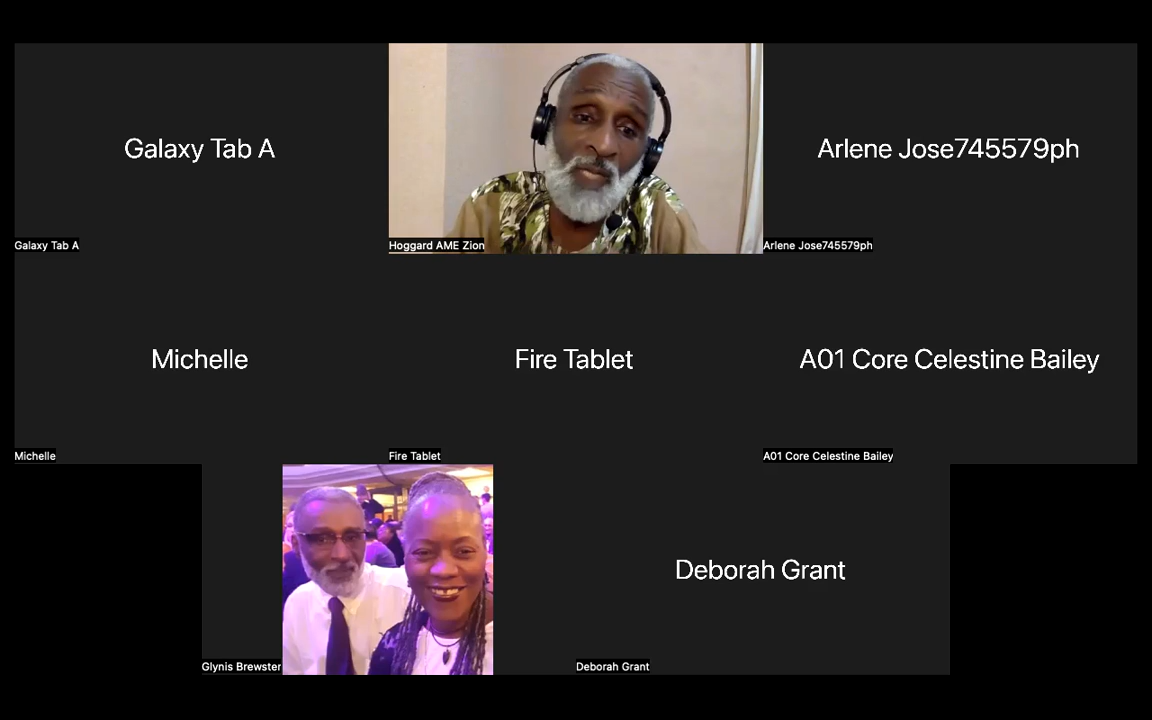 Galaxy Tab A
Arlene Jose745579ph
Galaxy Tab A
Hoggard AME Zion
Arlene Jose745579ph
Michelle
Fire Tablet
A01 Core Celestine Bailey
Michelle
Fire Tablet
A01 Core Celestine Bailey
Deborah Grant
Glynis Brewster
Deborah Grant